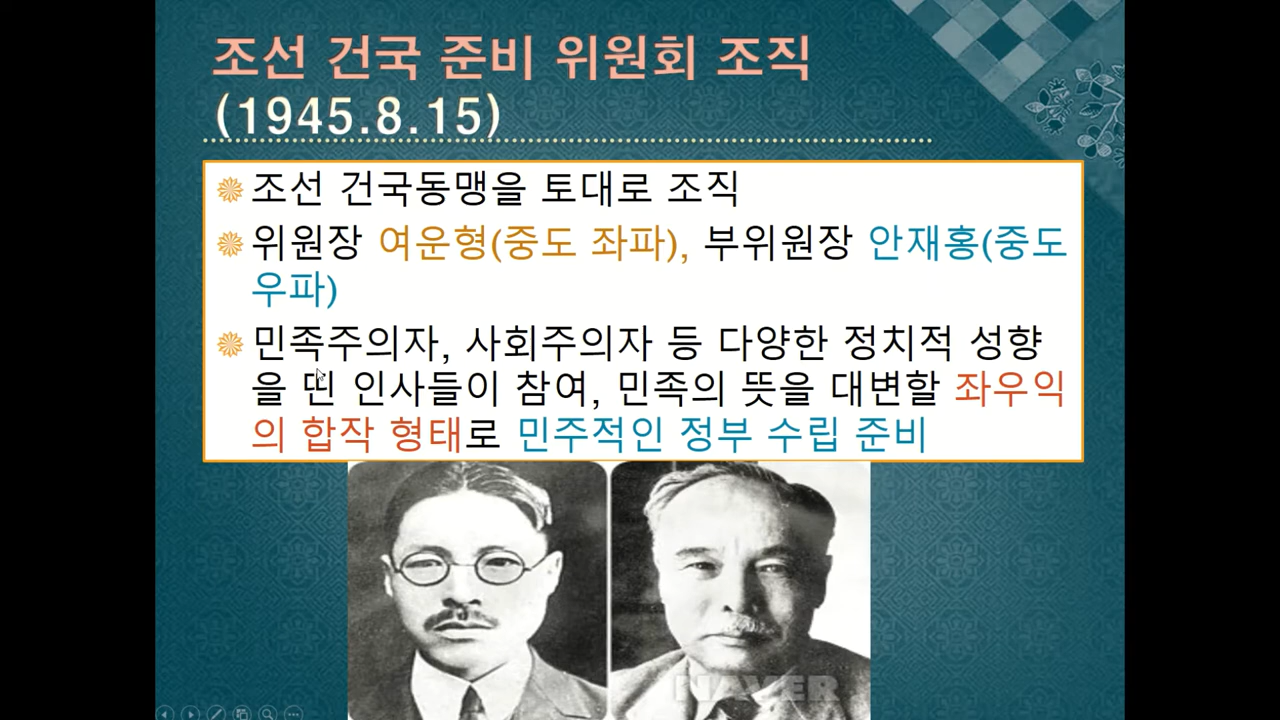 조선 건국 준비 위원회 조직
(1945.8.15)
조선 건국동맹을 토대로 조직
위원장 여운형(중도 좌파), 부위원장 안재홍(중도
우파)
민족주의자, 사회주의자 등 다양한 정치적 성향
을 띤 인사들이 참여, 민족의 뜻을 대변할 좌우익
의 합작 형태로 민주적인 정부 수립 준비
NAVER